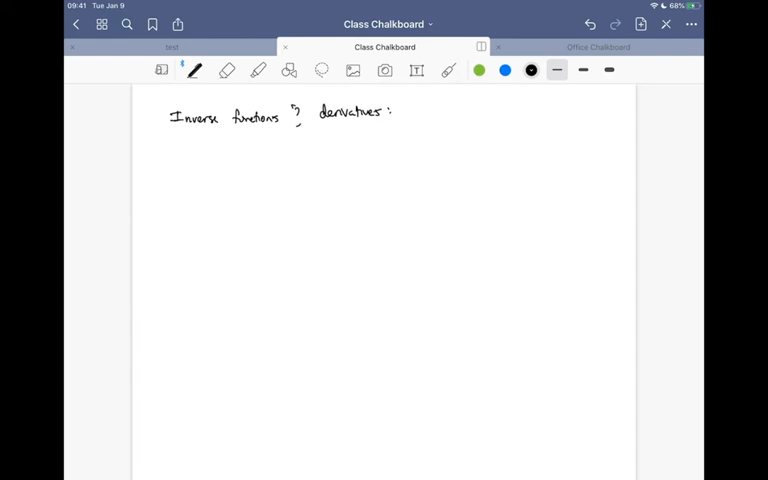 09:41 Tue Jan 9
68%
Class Chalkboard
test
Class Chalkboard
Office Chalkboard
T
Inverse functions & derivatives: